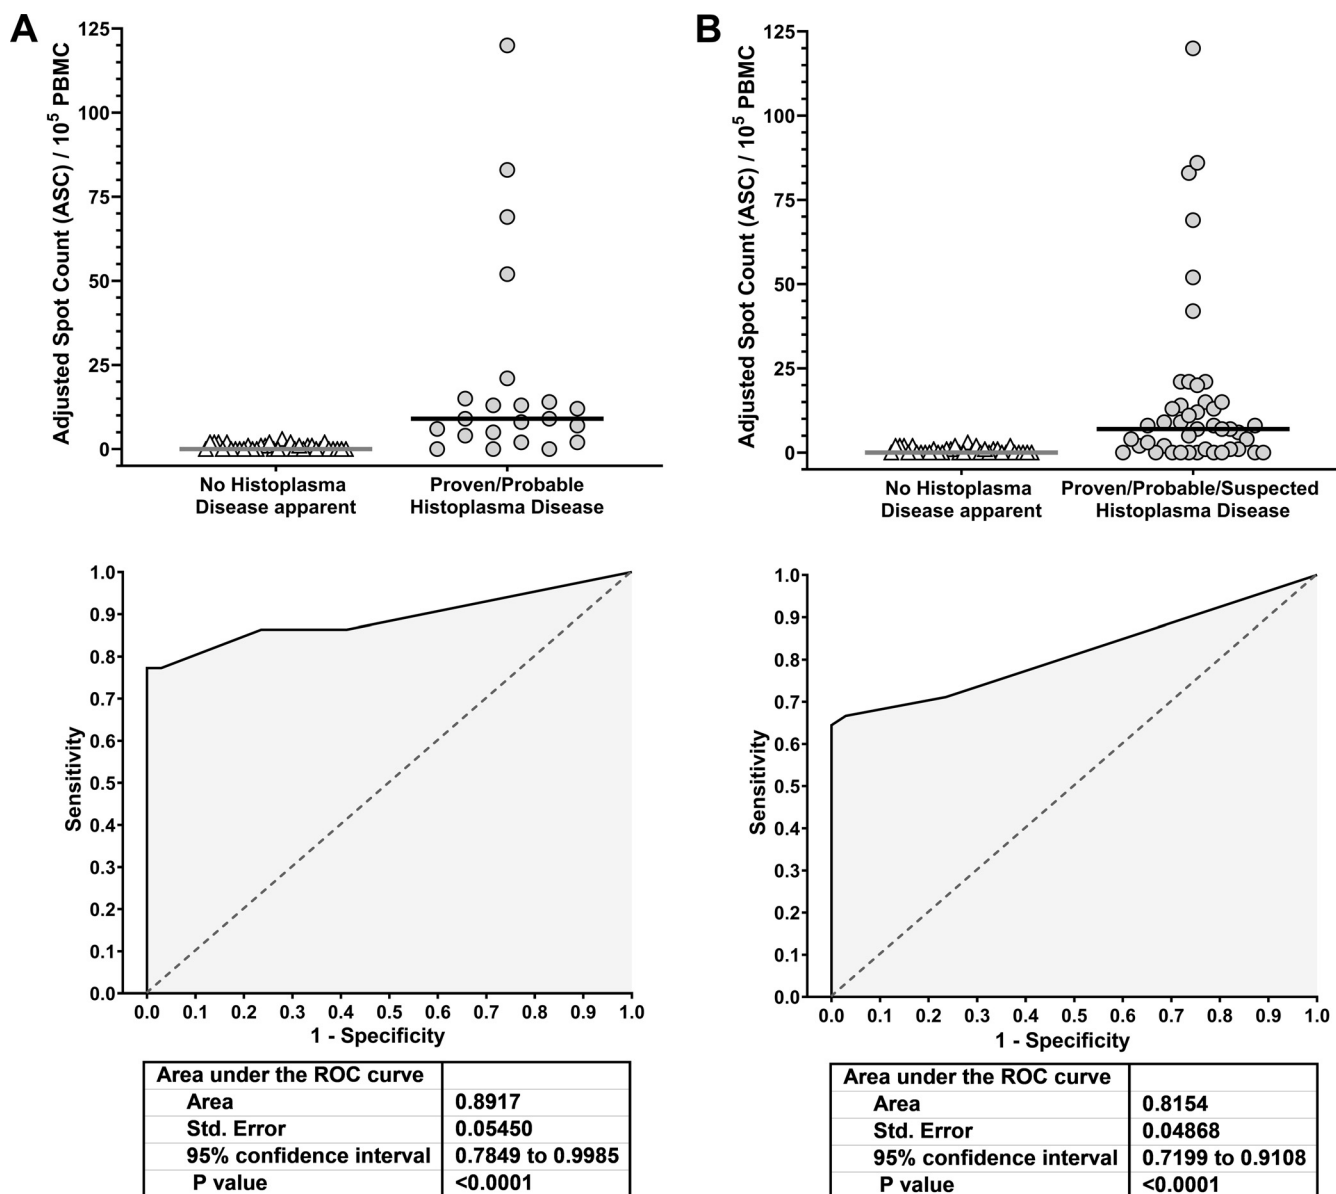 A
Adjusted Spot Count (ASC) / 10⁵ PBMC
125
100
75
50
25
0
No Histoplasma
Disease apparent
Proven/Probable
Histoplasma Disease
B
Adjusted Spot Count (ASC) / 10⁵ PBMC
125
100
75
50
25
0
No Histoplasma
Disease apparent
Proven/Probable/Suspected
Histoplasma Disease
Sensitivity
1.0
0.9
0.8
0.7
0.6
0.5
0.4
0.3
0.2
0.1
0.0
0.0 0.1 0.2 0.3 0.4 0.5 0.6 0.7 0.8 0.9 1.0
1 - Specificity
Area under the ROC curve
Area 0.8917
Std. Error 0.05450
95% confidence interval 0.7849 to 0.9985
P value <0.0001
Sensitivity
1.0
0.9
0.8
0.7
0.6
0.5
0.4
0.3
0.2
0.1
0.0
0.0 0.1 0.2 0.3 0.4 0.5 0.6 0.7 0.8 0.9 1.0
1 - Specificity
Area under the ROC curve
Area 0.8154
Std. Error 0.04868
95% confidence interval 0.7199 to 0.9108
P value <0.0001